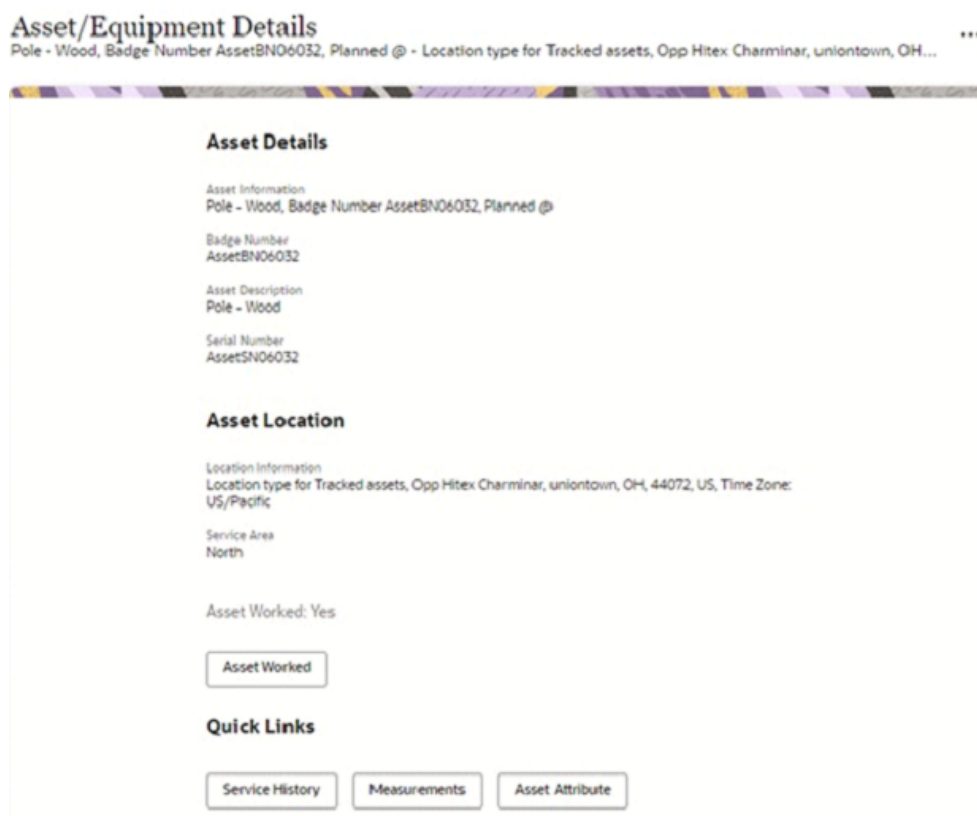 Asset/Equipment Details
Pole - Wood, Badge Number AssetBN06032, Planned @ - Location type for Tracked assets, Opp Hitex Charminar, uniontown, OH...
...
Asset Details
Asset Information
Pole – Wood, Badge Number AssetBN06032, Planned @
Badge Number
AssetBN06032
Asset Description
Pole – Wood
Serial Number
AssetSN06032
Asset Location
Location Information
Location type for Tracked assets, Opp Hitex Charminar, uniontown, OH, 44072, US, Time Zone:
US/Pacific
Service Area
North
Asset Worked: Yes
Asset Worked
Quick Links
Service History Measurements Asset Attribute